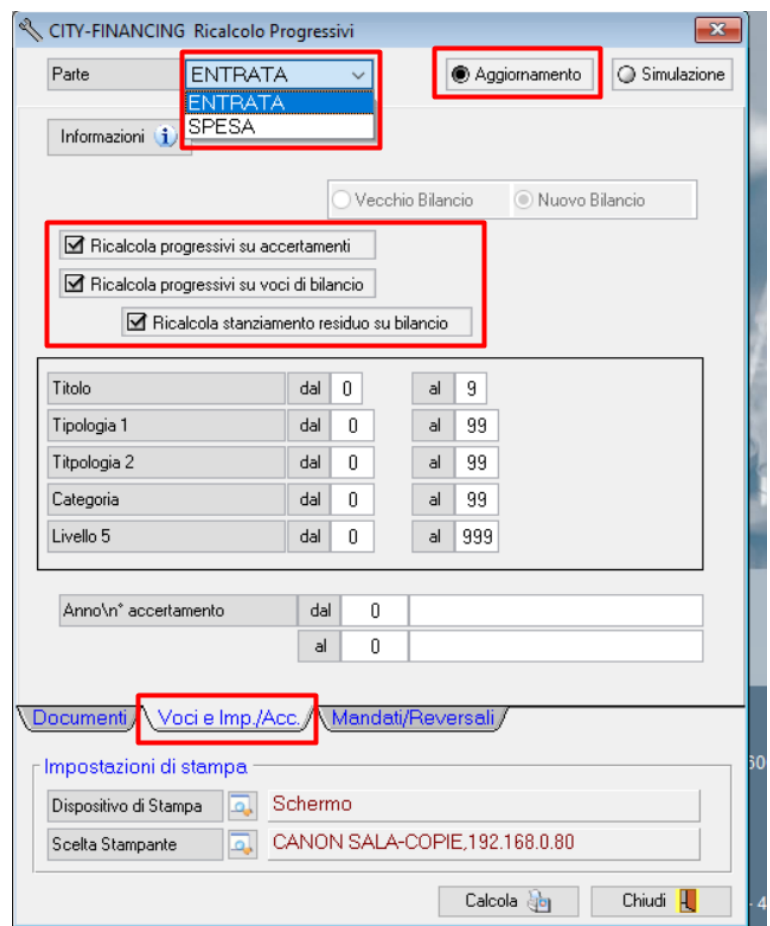 CITY-FINANCING Ricalcolo Progressivi
Parte ENTRATA Aggiornamento Simulazione
ENTRATA
SPESA
Informazioni
Vecchio Bilancio Nuovo Bilancio
Ricalcola progressivi su accertamenti
Ricalcola progressivi su voci di bilancio
Ricalcola stanziamento residuo su bilancio
Titolo dal 0 al 9
Tipologia 1 dal 0 al 99
Titpologia 2 dal 0 al 99
Categoria dal 0 al 99
Livello 5 dal 0 al 999
Anno\n° accertamento dal 0
al 0
Documenti Voci e Imp./Acc. Mandati/Reversali
Impostazioni di stampa
Dispositivo di Stampa Schermo
Scelta Stampante CANON SALA-COPIE,192.168.0.80
Calcola Chiudi